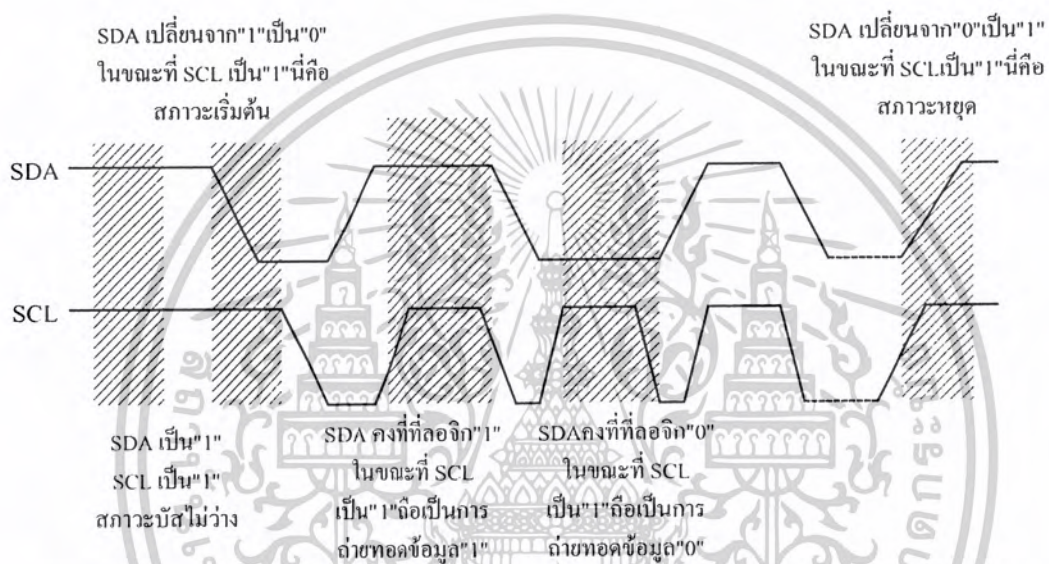 SDA เปลี่ยนจาก"1"เป็น"0"
ในขณะที่ SCL เป็น"1"นี่คือ
สภาวะเริ่มต้น
SDA เปลี่ยนจาก"0"เป็น"1"
ในขณะที่ SCLเป็น"1"นี่คือ
สภาวะหยุด
SDA
SCL
SDA เป็น"1"
SCL เป็น"1"
สภาวะบัสไม่ว่าง
SDA คงที่ที่ลอจิก"1"
ในขณะที่ SCL
เป็น"1"ถือเป็นการ
ถ่ายทอดข้อมูล"1"
SDAคงที่ที่ลอจิก"0"
ในขณะที่ SCL
เป็น"1"ถือเป็นการ
ถ่ายทอดข้อมูล"0"